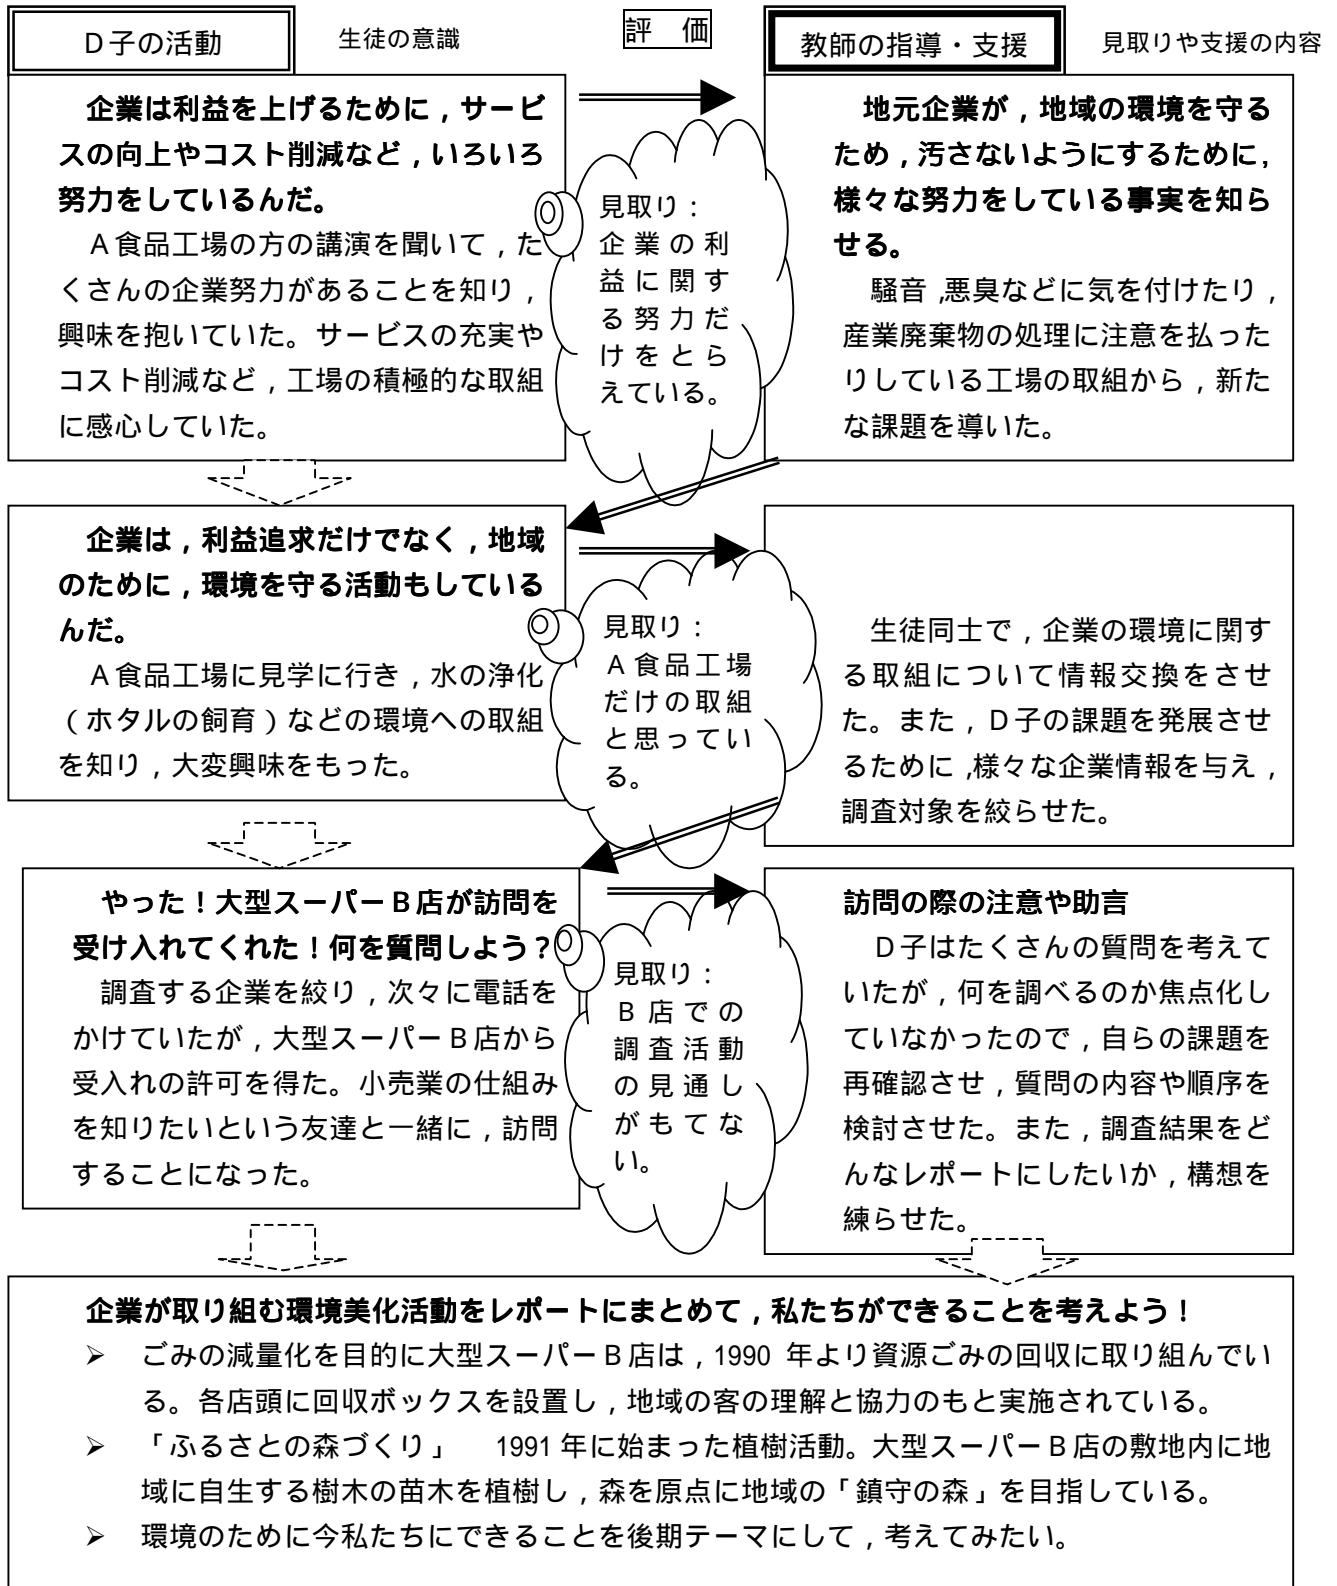 D子の活動
生徒の意識
評　価
教師の指導・支援
見取りや支援の内容
企業は利益を上げるために，サービ
スの向上やコスト削減など，いろいろ
努力をしているんだ。
A食品工場の方の講演を聞いて，た
くさんの企業努力があることを知り，
興味を抱いていた。サービスの充実や
コスト削減など，工場の積極的な取組
に感心していた。
見取り：
企業の利
益に関す
る努力だ
けをとら
えている。
地元企業が，地域の環境を守る
ため，汚さないようにするために，
様々な努力をしている事実を知ら
せる。
騒音，悪臭などに気を付けたり，
産業廃棄物の処理に注意を払った
りしている工場の取組から，新た
な課題を導いた。
企業は，利益追求だけでなく，地域
のために，環境を守る活動もしている
んだ。
A食品工場に見学に行き，水の浄化
（ホタルの飼育）などの環境への取組
を知り，大変興味をもった。
見取り：
A食品工場
だけの取組
と思ってい
る。
生徒同士で，企業の環境に関す
る取組について情報交換をさせ
た。また，D子の課題を発展させ
るために，様々な企業情報を与え，
調査対象を絞らせた。
やった！大型スーパーB店が訪問を
受け入れてくれた！何を質問しよう？
調査する企業を絞り，次々に電話を
かけていたが，大型スーパーB店から
受入れの許可を得た。小売業の仕組み
を知りたいという友達と一緒に，訪問
することになった。
見取り：
B店での
調査活動
の見通し
がもてな
い。
訪問の際の注意や助言
D子はたくさんの質問を考えて
いたが，何を調べるのか焦点化し
ていなかったので，自らの課題を
再確認させ，質問の内容や順序を
検討させた。また，調査結果をど
んなレポートにしたいか，構想を
練らせた。
企業が取り組む環境美化活動をレポートにまとめて，私たちができることを考えよう！
➢ ごみの減量化を目的に大型スーパーB店は，1990 年より資源ごみの回収に取り組んでい
る。各店頭に回収ボックスを設置し，地域の客の理解と協力のもと実施されている。
➢ 「ふるさとの森づくり」　1991 年に始まった植樹活動。大型スーパーB店の敷地内に地
域に自生する樹木の苗木を植樹し，森を原点に地域の「鎮守の森」を目指している。
➢ 環境のために今私たちにできることを後期テーマにして，考えてみたい。